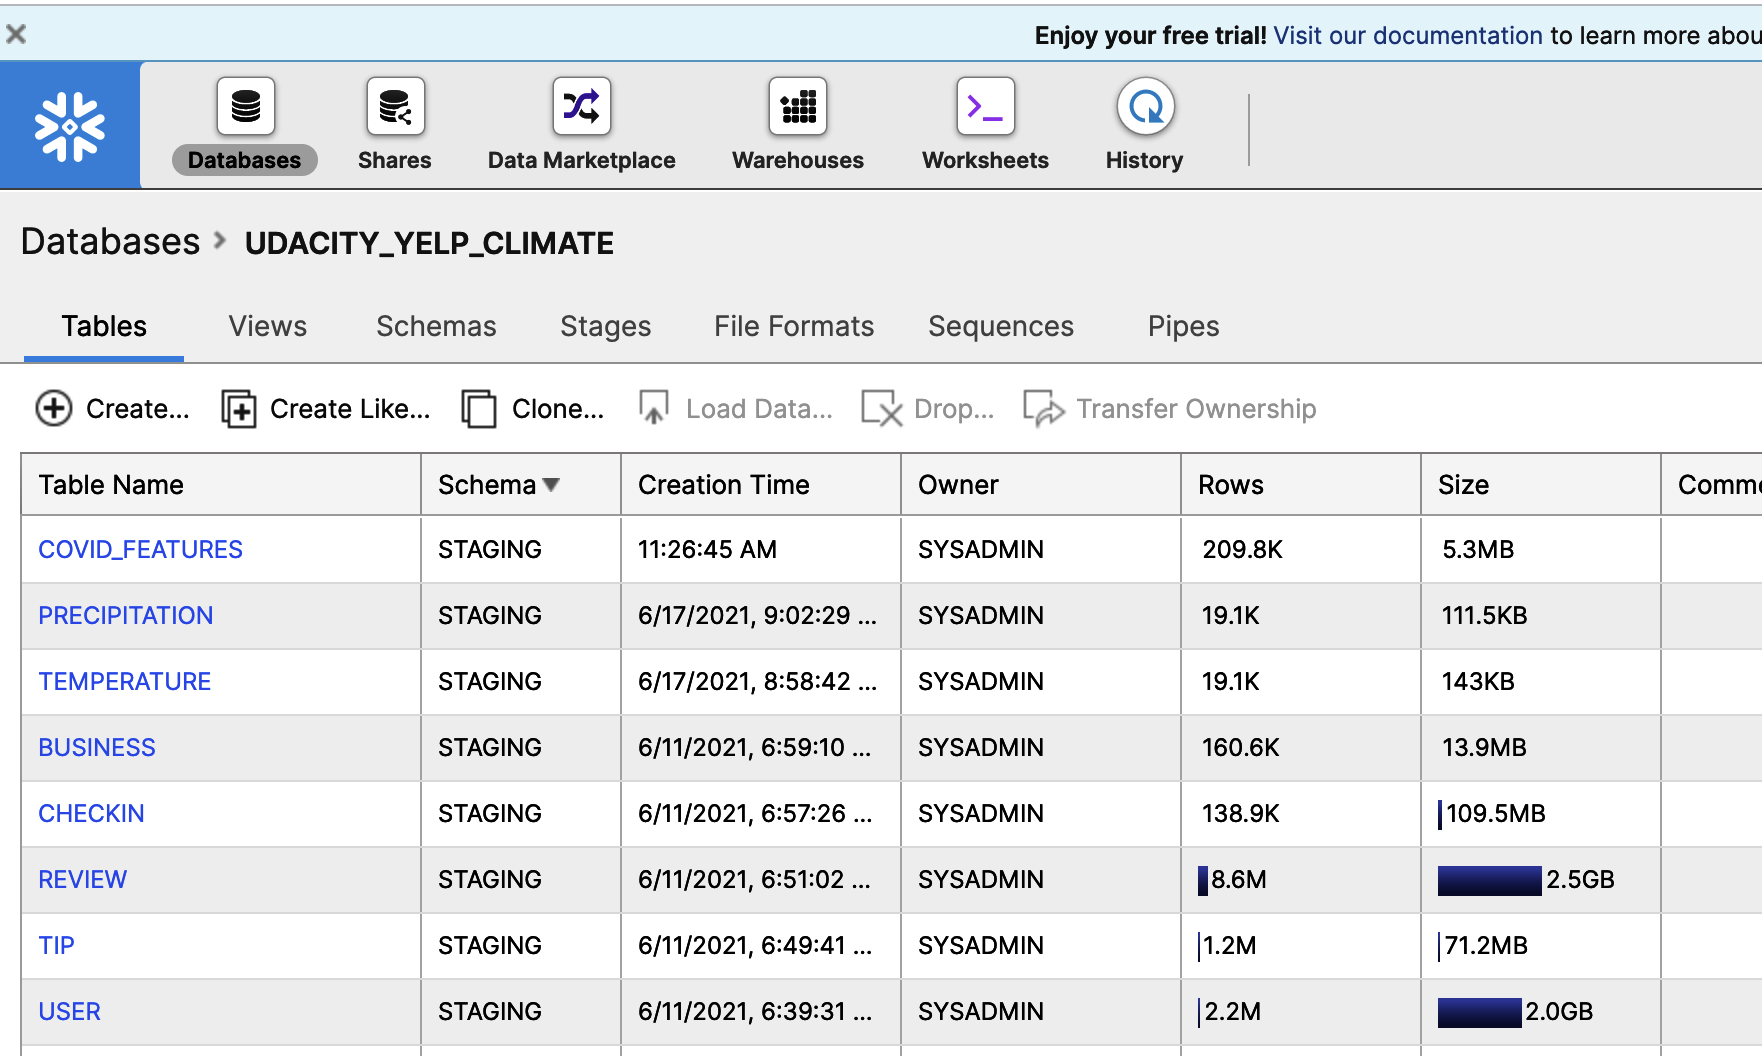 Enjoy your free trial! Visit our documentation to learn more abou
Databases Shares Data Marketplace Warehouses Worksheets History
Databases > UDACITY_YELP_CLIMATE
Tables Views Schemas Stages File Formats Sequences Pipes
Create... Create Like... Clone... Load Data... Drop... Transfer Ownership
Table Name Schema Creation Time Owner Rows Size Comme
COVID_FEATURES STAGING 11:26:45 AM SYSADMIN 209.8K 5.3MB
PRECIPITATION STAGING 6/17/2021, 9:02:29 ... SYSADMIN 19.1K 111.5KB
TEMPERATURE STAGING 6/17/2021, 8:58:42 ... SYSADMIN 19.1K 143KB
BUSINESS STAGING 6/11/2021, 6:59:10 ... SYSADMIN 160.6K 13.9MB
CHECKIN STAGING 6/11/2021, 6:57:26 ... SYSADMIN 138.9K 109.5MB
REVIEW STAGING 6/11/2021, 6:51:02 ... SYSADMIN 8.6M 2.5GB
TIP STAGING 6/11/2021, 6:49:41 ... SYSADMIN 1.2M 71.2MB
USER STAGING 6/11/2021, 6:39:31 ... SYSADMIN 2.2M 2.0GB